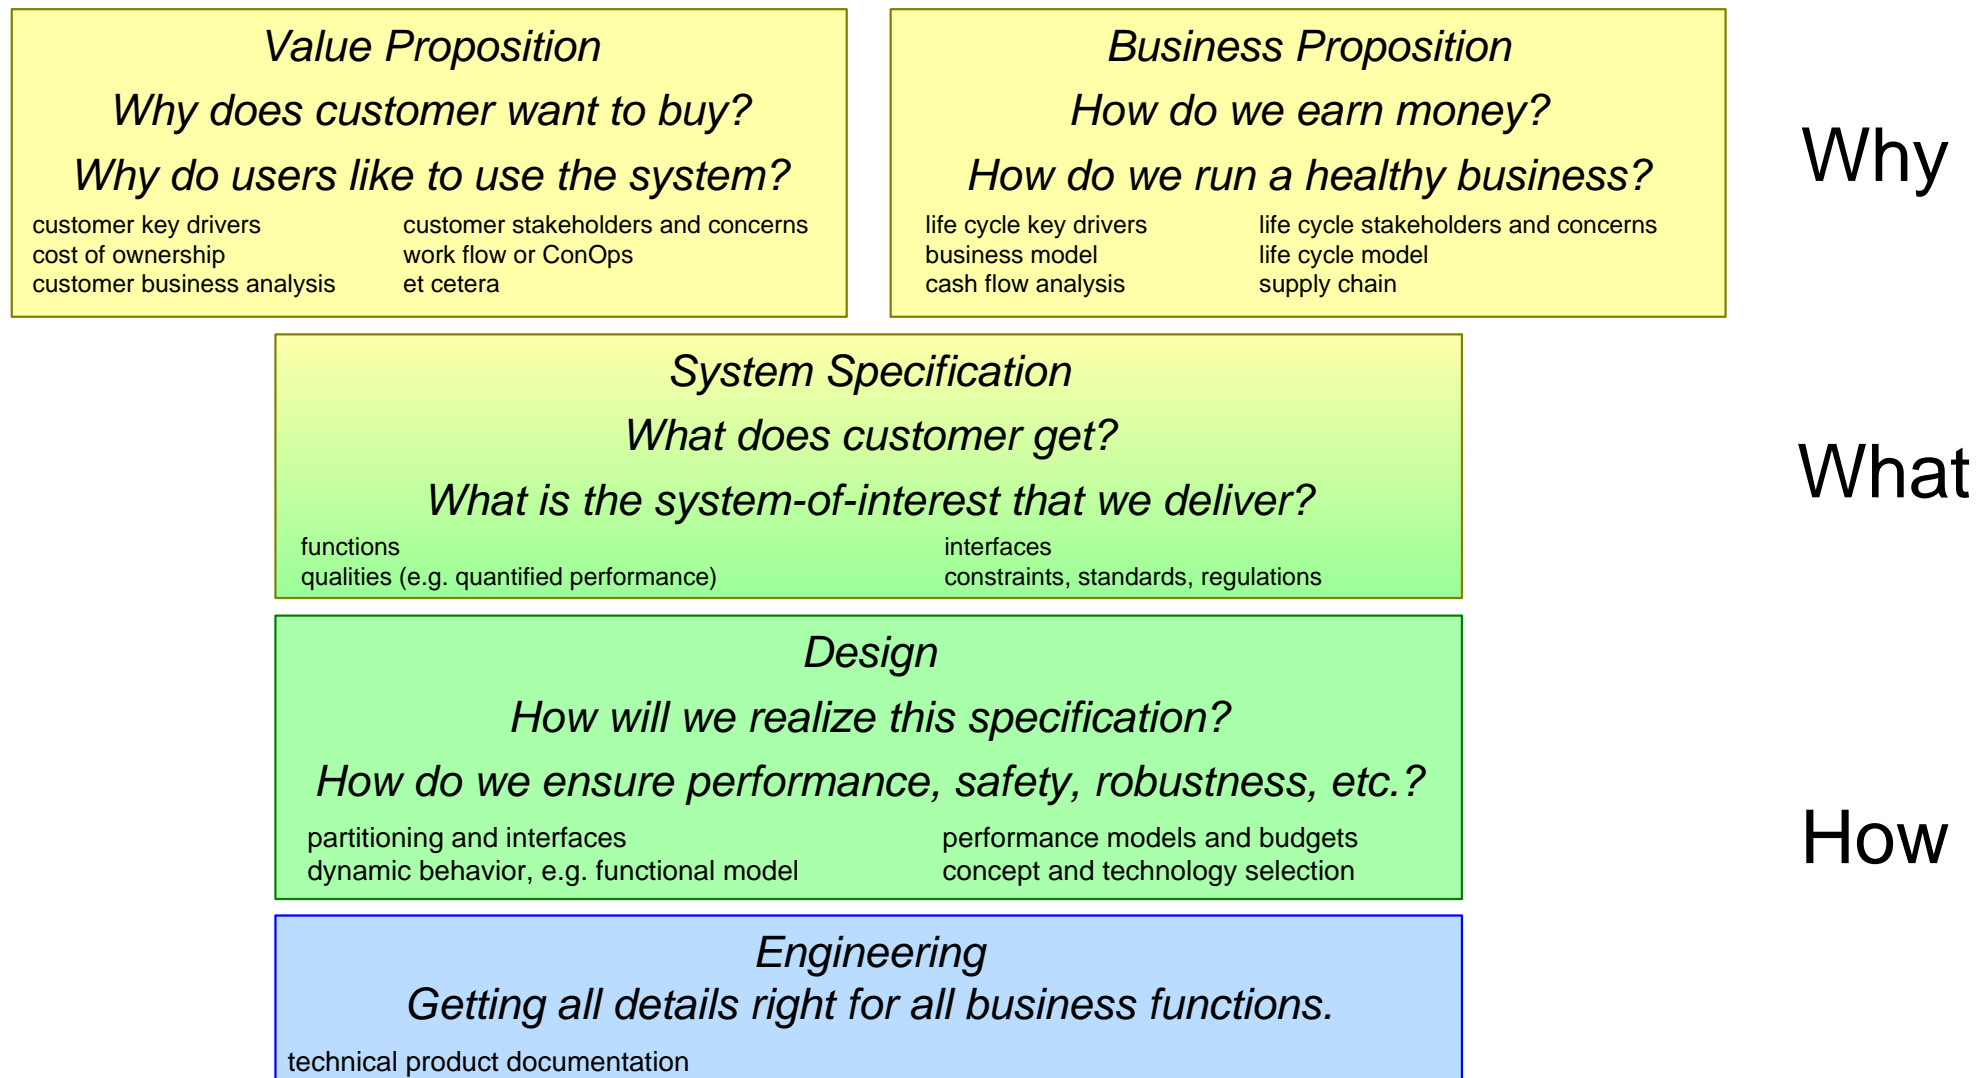 Value Proposition
Why does customer want to buy?
Why do users like to use the system?
customer key drivers
cost of ownership
customer business analysis
customer stakeholders and concerns
work flow or ConOps
et cetera
Business Proposition
How do we earn money?
How do we run a healthy business?
life cycle key drivers
business model
cash flow analysis
life cycle stakeholders and concerns
life cycle model
supply chain
Why
System Specification
What does customer get?
What is the system-of-interest that we deliver?
functions
qualities (e.g. quantified performance)
interfaces
constraints, standards, regulations
What
Design
How will we realize this specification?
How do we ensure performance, safety, robustness, etc.?
partitioning and interfaces
dynamic behavior, e.g. functional model
performance models and budgets
concept and technology selection
How
Engineering
Getting all details right for all business functions.
technical product documentation